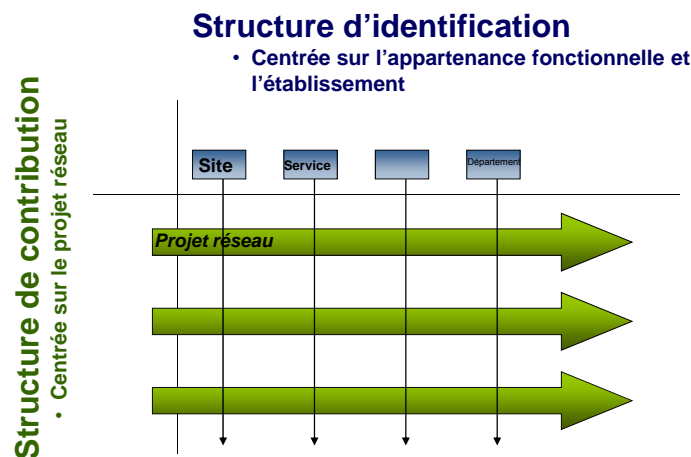 Structure d’identification
• Centrée sur l’appartenance fonctionnelle et
l’établissement
Structure de contribution
• Centrée sur le projet réseau
Site
Service
Département
Projet réseau